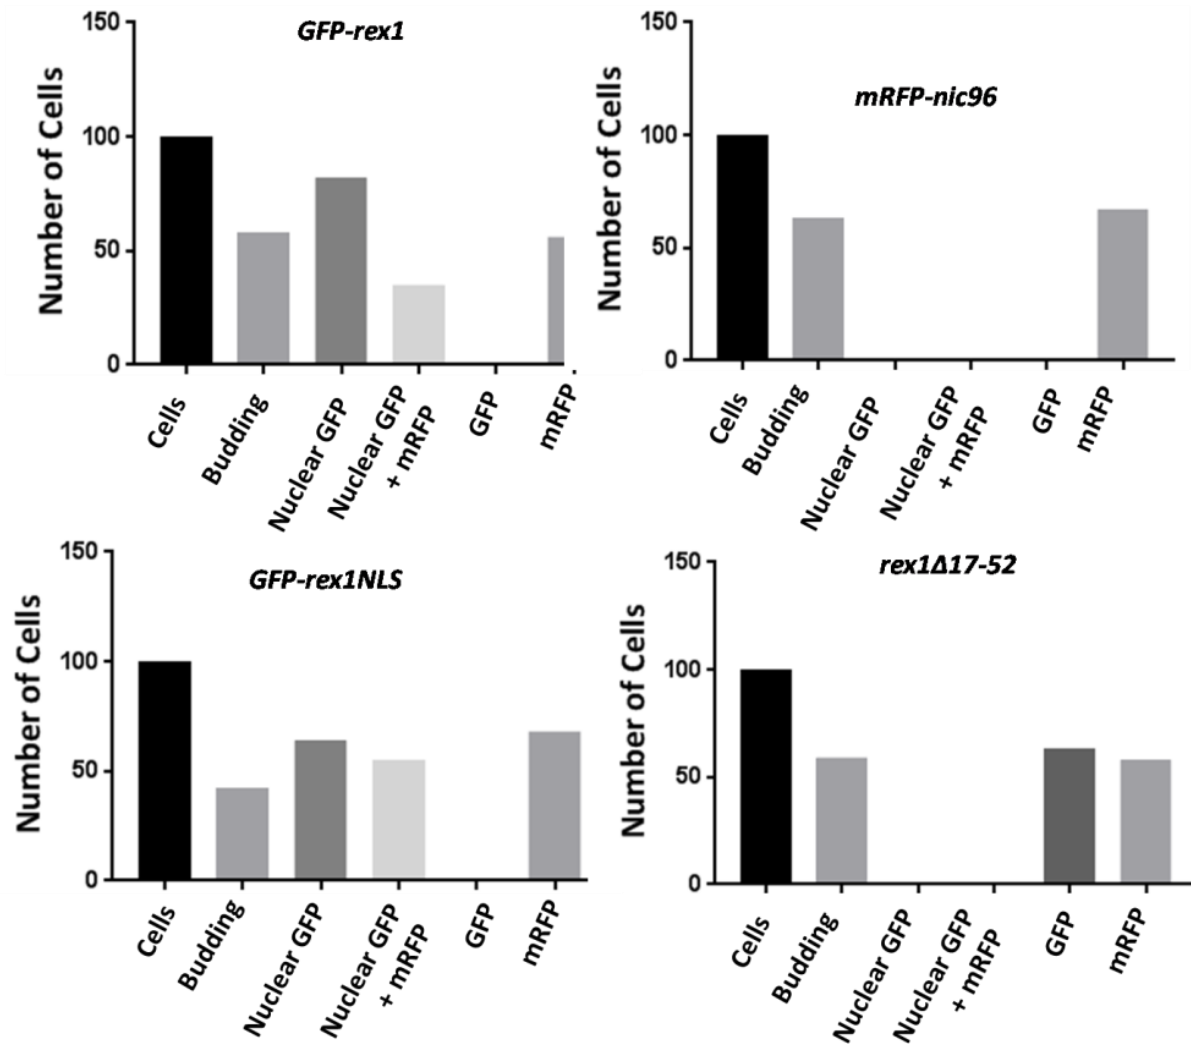 GFP-rex1
Number of Cells
150
100
50
0
Cells
Budding
Nuclear GFP
Nuclear GFP
+ mRFP
GFP
mRFP
mRFP-nic96
Number of Cells
150
100
50
0
Cells
Budding
Nuclear GFP
Nuclear GFP
+ mRFP
GFP
mRFP
GFP-rex1NLS
Number of Cells
150
100
50
0
Cells
Budding
Nuclear GFP
Nuclear GFP
+ mRFP
GFP
mRFP
rex1Δ17-52
Number of Cells
150
100
50
0
Cells
Budding
Nuclear GFP
Nuclear GFP
+ mRFP
GFP
mRFP